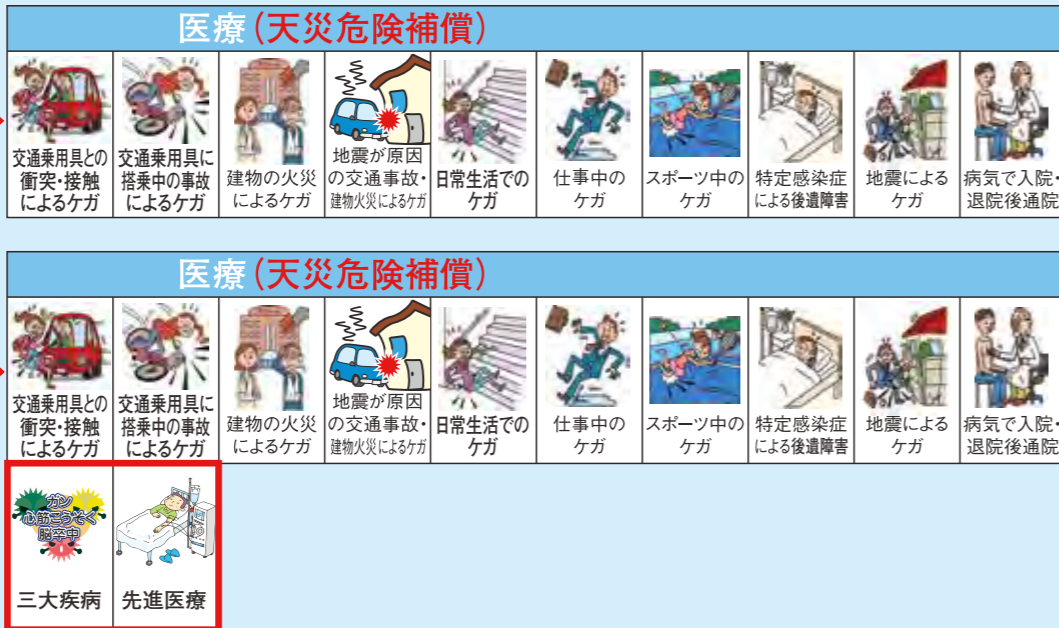 医療(天災危険補償)
交通乗用具との
衝突・接触
によるケガ
交通乗用具に
搭乗中の事故
によるケガ
建物の火災
によるケガ
地震が原因
の交通事故・
建物火災によるケガ
日常生活での
ケガ
仕事中の
ケガ
スポーツ中の
ケガ
特定感染症
による後遺障害
地震による
ケガ
病気で入院・
退院後通院
医療(天災危険補償)
交通乗用具との
衝突・接触
によるケガ
交通乗用具に
搭乗中の事故
によるケガ
建物の火災
によるケガ
地震が原因
の交通事故・
建物火災によるケガ
日常生活での
ケガ
仕事中の
ケガ
スポーツ中の
ケガ
特定感染症
による後遺障害
地震による
ケガ
病気で入院・
退院後通院
ガン
心筋こうそく
脳卒中
三大疾病
先進医療